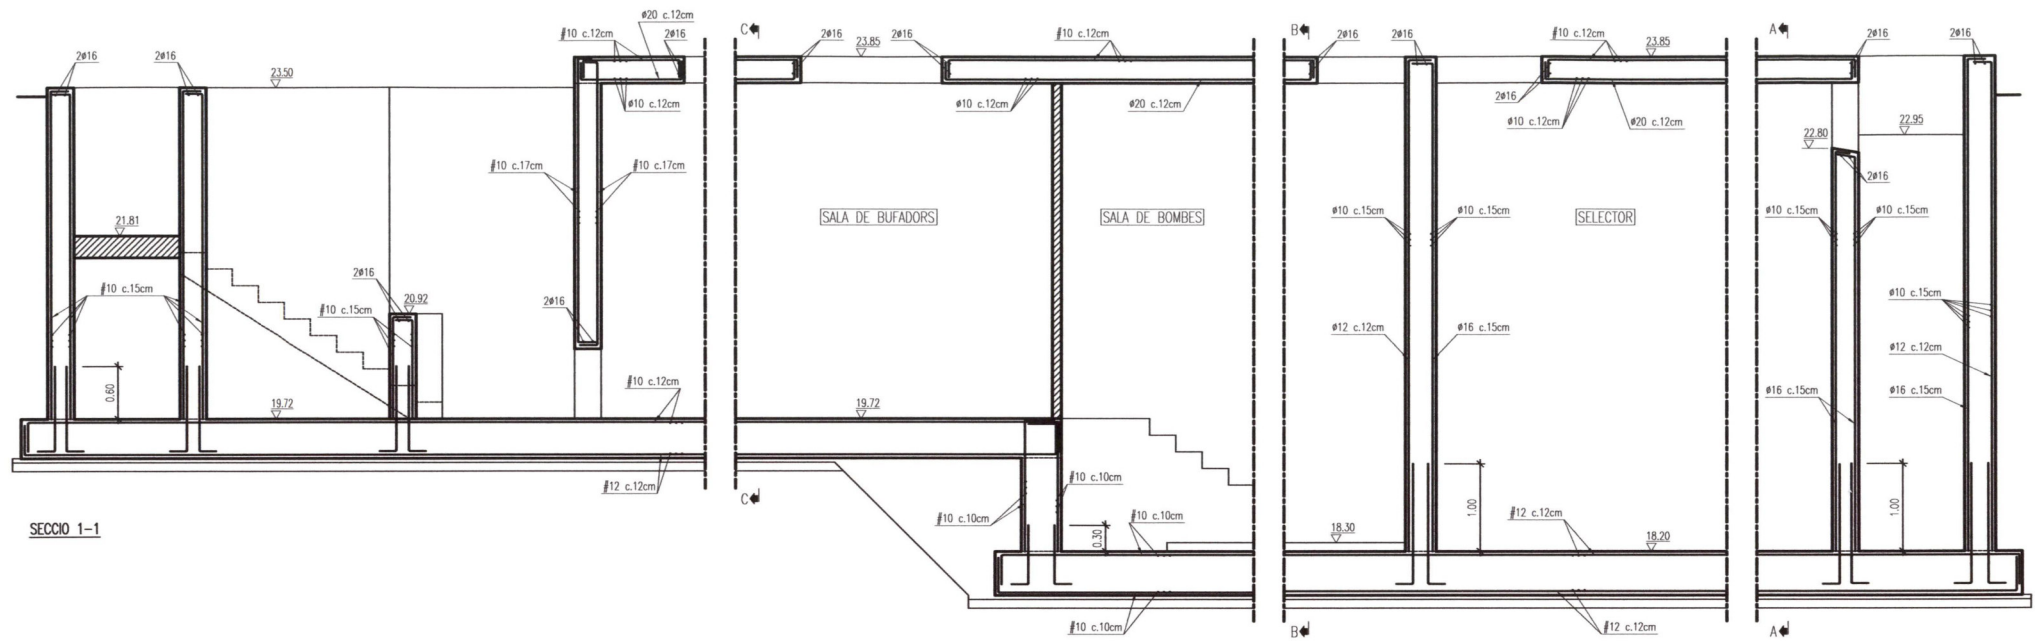 ø20 c.12cm
#10 c.12cm
2ø16
C
2ø16
23.85
2ø16
#10 c.12cm
B
2ø16
2ø16
#10 c.12cm
23.85
A
2ø16
2ø16
2ø16
2ø16
23.50
ø10 c.12cm
ø10 c.12cm
ø20 c.12cm
2ø16
ø10 c.12cm
ø20 c.12cm
22.80
22.95
#10 c.17cm
#10 c.17cm
2ø16
21.81
SALA DE BUFADORS
SALA DE BOMBES
ø10 c.15cm
ø10 c.15cm
SELECTOR
ø10 c.15cm
ø10 c.15cm
2ø16
20.92
2ø16
#10 c.15cm
#10 c.15cm
ø10 c.15cm
ø12 c.12cm
ø16 c.15cm
ø12 c.12cm
0.60
#10 c.12cm
ø16 c.15cm
ø16 c.15cm
19.72
19.72
#12 c.12cm
C
#10 c.10cm
#10 c.10cm
0.30
#10 c.10cm
1.00
#12 c.12cm
1.00
18.30
18.20
SECCIO 1-1
#10 c.10cm
B
#12 c.12cm
A